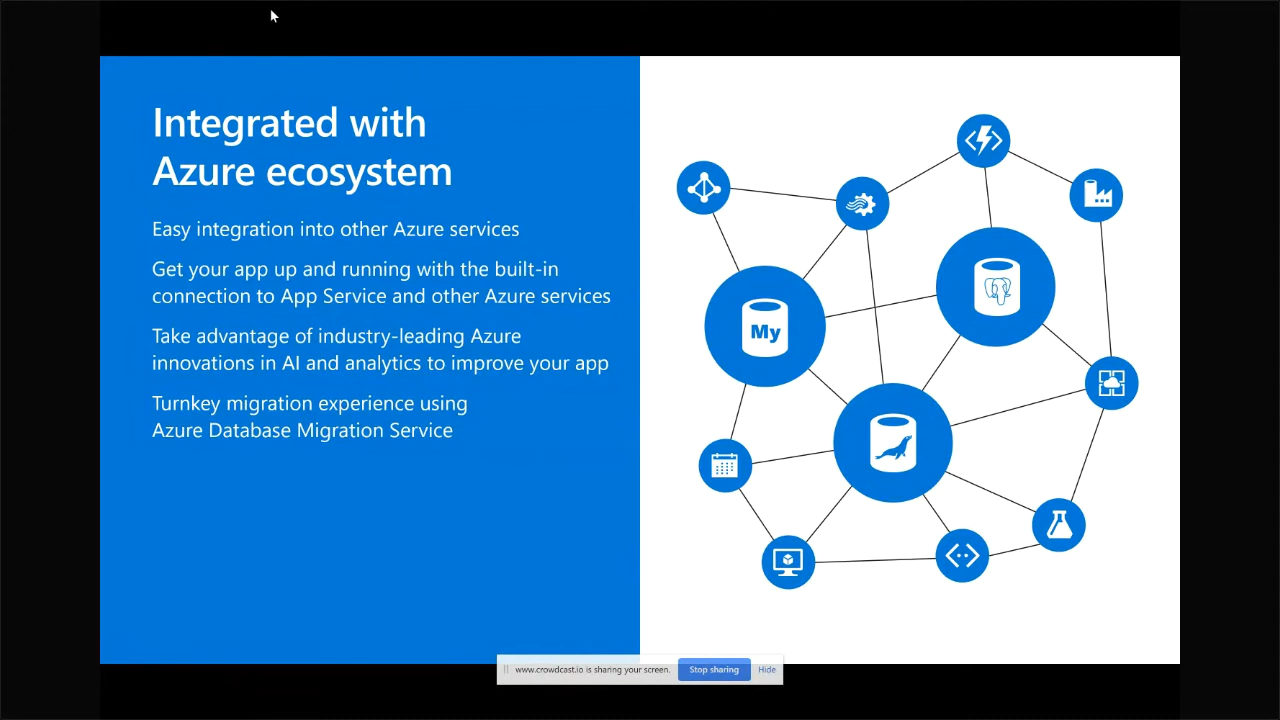 Integrated with
Azure ecosystem
Easy integration into other Azure services
Get your app up and running with the built-in
connection to App Service and other Azure services
Take advantage of industry-leading Azure
innovations in AI and analytics to improve your app
Turnkey migration experience using
Azure Database Migration Service
My
www.crowdcast.io is sharing your screen.
Stop sharing
Hide